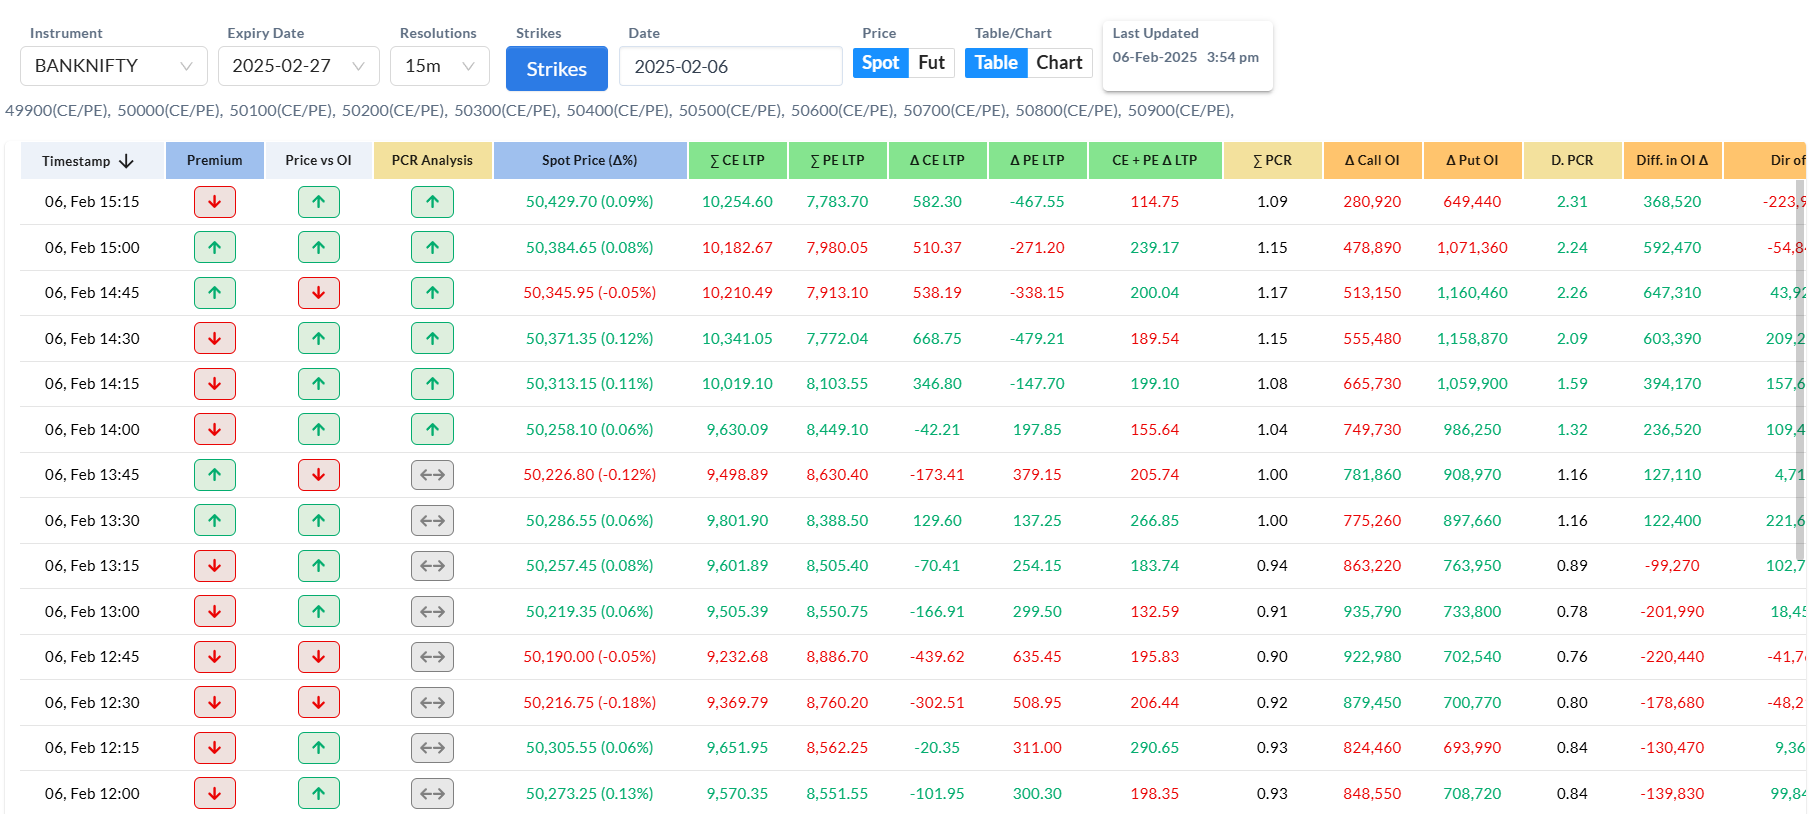 Instrument Expiry Date Resolutions Strikes Date Price Table/Chart Last Updated
BANKNIFTY 2025-02-27 15m Strikes 2025-02-06 Spot Fut Table Chart 06-Feb-2025 3:54 pm
49900(CE/PE), 50000(CE/PE), 50100(CE/PE), 50200(CE/PE), 50300(CE/PE), 50400(CE/PE), 50500(CE/PE), 50600(CE/PE), 50700(CE/PE), 50800(CE/PE), 50900(CE/PE),
Timestamp ↓ Premium Price vs OI PCR Analysis Spot Price (Δ%) ∑ CE LTP ∑ PE LTP Δ CE LTP Δ PE LTP CE + PE Δ LTP ∑ PCR Δ Call OI Δ Put OI D. PCR Diff. in OI Δ Dir of
06, Feb 15:15 ↓ ↑ ↑ 50,429.70 (0.09%) 10,254.60 7,783.70 582.30 -467.55 114.75 1.09 280,920 649,440 2.31 368,520 -223,9
06, Feb 15:00 ↑ ↑ ↑ 50,384.65 (0.08%) 10,182.67 7,980.05 510.37 -271.20 239.17 1.15 478,890 1,071,360 2.24 592,470 -54,84
06, Feb 14:45 ↑ ↓ ↑ 50,345.95 (-0.05%) 10,210.49 7,913.10 538.19 -338.15 200.04 1.17 513,150 1,160,460 2.26 647,310 43,92
06, Feb 14:30 ↓ ↑ ↑ 50,371.35 (0.12%) 10,341.05 7,772.04 668.75 -479.21 189.54 1.15 555,480 1,158,870 2.09 603,390 209,2
06, Feb 14:15 ↓ ↑ ↑ 50,313.15 (0.11%) 10,019.10 8,103.55 346.80 -147.70 199.10 1.08 665,730 1,059,900 1.59 394,170 157,6
06, Feb 14:00 ↓ ↑ ↑ 50,258.10 (0.06%) 9,630.09 8,449.10 -42.21 197.85 155.64 1.04 749,730 986,250 1.32 236,520 109,4
06, Feb 13:45 ↑ ↓ ↔ 50,226.80 (-0.12%) 9,498.89 8,630.40 -173.41 379.15 205.74 1.00 781,860 908,970 1.16 127,110 4,71
06, Feb 13:30 ↑ ↑ ↔ 50,286.55 (0.06%) 9,801.90 8,388.50 129.60 137.25 266.85 1.00 775,260 897,660 1.16 122,400 221,6
06, Feb 13:15 ↓ ↑ ↔ 50,257.45 (0.08%) 9,601.89 8,505.40 -70.41 254.15 183.74 0.94 863,220 763,950 0.89 -99,270 102,7
06, Feb 13:00 ↓ ↑ ↔ 50,219.35 (0.06%) 9,505.39 8,550.75 -166.91 299.50 132.59 0.91 935,790 733,800 0.78 -201,990 18,45
06, Feb 12:45 ↓ ↓ ↔ 50,190.00 (-0.05%) 9,232.68 8,886.70 -439.62 635.45 195.83 0.90 922,980 702,540 0.76 -220,440 -41,76
06, Feb 12:30 ↓ ↓ ↔ 50,216.75 (-0.18%) 9,369.79 8,760.20 -302.51 508.95 206.44 0.92 879,450 700,770 0.80 -178,680 -48,2
06, Feb 12:15 ↓ ↑ ↔ 50,305.55 (0.06%) 9,651.95 8,562.25 -20.35 311.00 290.65 0.93 824,460 693,990 0.84 -130,470 9,36
06, Feb 12:00 ↓ ↑ ↔ 50,273.25 (0.13%) 9,570.35 8,551.55 -101.95 300.30 198.35 0.93 848,550 708,720 0.84 -139,830 99,84